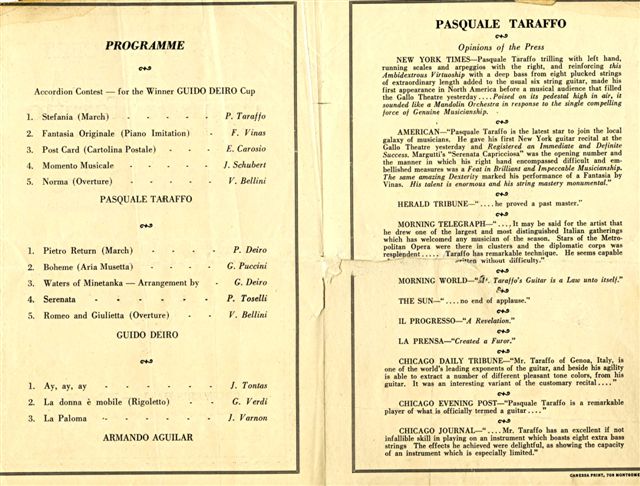 PROGRAMME
Accordion Contest — for the Winner GUIDO DEIRO Cup
1. Stefania (March) - - - - - P. Taraffo
2. Fantasia Originale (Piano Imitation) - F. Vinas
3. Post Card (Cartolina Postale) - - E. Carosio
4. Momento Musicale - - - - J. Schubert
5. Norma (Overture) - - - - V. Bellini
PASQUALE TARAFFO
1. Pietro Return (March) - - - P. Deiro
2. Boheme (Aria Musetta) - - - G. Puccini
3. Waters of Minetanka — Arrangement by - G. Deiro
4. Serenata - - - - - - P. Toselli
5. Romeo and Giulietta (Overture) - - V. Bellini
GUIDO DEIRO
1. Ay, ay, ay - - - - - - J. Tontas
2. La donna è mobile (Rigoletto) - - G. Verdi
3. La Paloma - - - - - - J. Varnon
ARMANDO AGUILAR
PASQUALE TARAFFO
Opinions of the Press
NEW YORK TIMES—Pasquale Taraffo trilling with left hand,
running scales and arpeggios with the right, and reinforcing this
Ambidextrous Virtuoship with a deep bass from eight plucked strings
of extraordinary length added to the usual six string guitar, made his
first appearance in North America before a musical audience that filled
the Gallo Theatre yesterday.... Poised on its pedestal high in air, it
sounded like a Mandolin Orchestra in response to the single compelling
force of Genuine Musicianship.
AMERICAN—"Pasquale Taraffo is the latest star to join the local
galaxy of musicians. He gave his first New York guitar recital at the
Gallo Theatre yesterday and Registered an Immediate and Definite
Success. Margutti's "Serenata Capricciosa" was the opening number and
the manner in which his right hand encompassed difficult and em-
bellished measures was a Feat in Brilliant and Impeccable Musicianship.
The same amazing Dexterity marked his performance of a Fantasia by
Vinas. His talent is enormous and his string mastery monumental."
HERALD TRIBUNE—"....he proved a past master."
MORNING TELEGRAPH—"....It may be said for the artist that
he drew one of the largest and most distinguished Italian gatherings
which has welcomed any musician of the season. Stars of the Metro-
politan Opera were there in clusters and the diplomatic corps was
resplendent..... Taraffo has remarkable technique. He seems capable
written without difficulty."
MORNING WORLD—" Taraffo's Guitar is a Law unto itself."
THE SUN—"....no end of applause."
IL PROGRESSO—"A Revelation."
LA PRENSA—"Created a Furor."
CHICAGO DAILY TRIBUNE—"Mr. Taraffo of Genoa, Italy, is
one of the world's leading exponents of the guitar, and beside his agility
is able to extract a number of different pleasant tone colors, from his
guitar. It was an interesting variant of the customary recital...."
CHICAGO EVENING POST—"Pasquale Taraffo is a remarkable
player of what is officially termed a guitar...."
CHICAGO JOURNAL—"....Mr. Taraffo has an excellent if not
infallible skill in playing on an instrument which boasts eight extra bass
strings The effects he achieved were delightful, as showing the capacity
of an instrument which is especially limited."
CANESSA PRINT, 708 MONTGOME